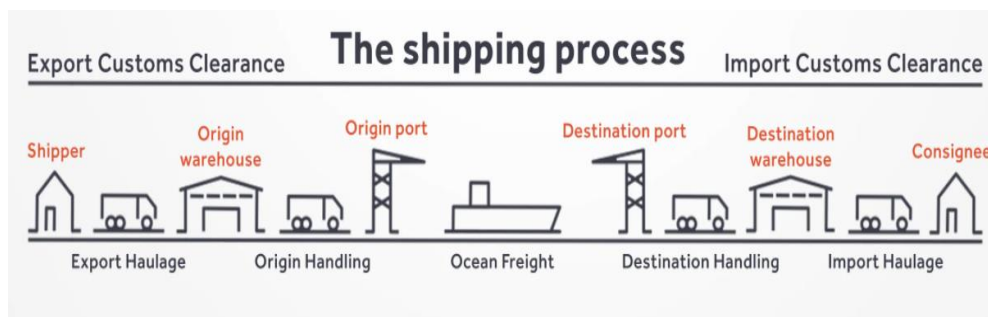 The shipping process
Export Customs Clearance
Import Customs Clearance
Shipper
Origin
warehouse
Origin port
Destination port
Destination
warehouse
Consignee
Export Haulage
Origin Handling
Ocean Freight
Destination Handling
Import Haulage